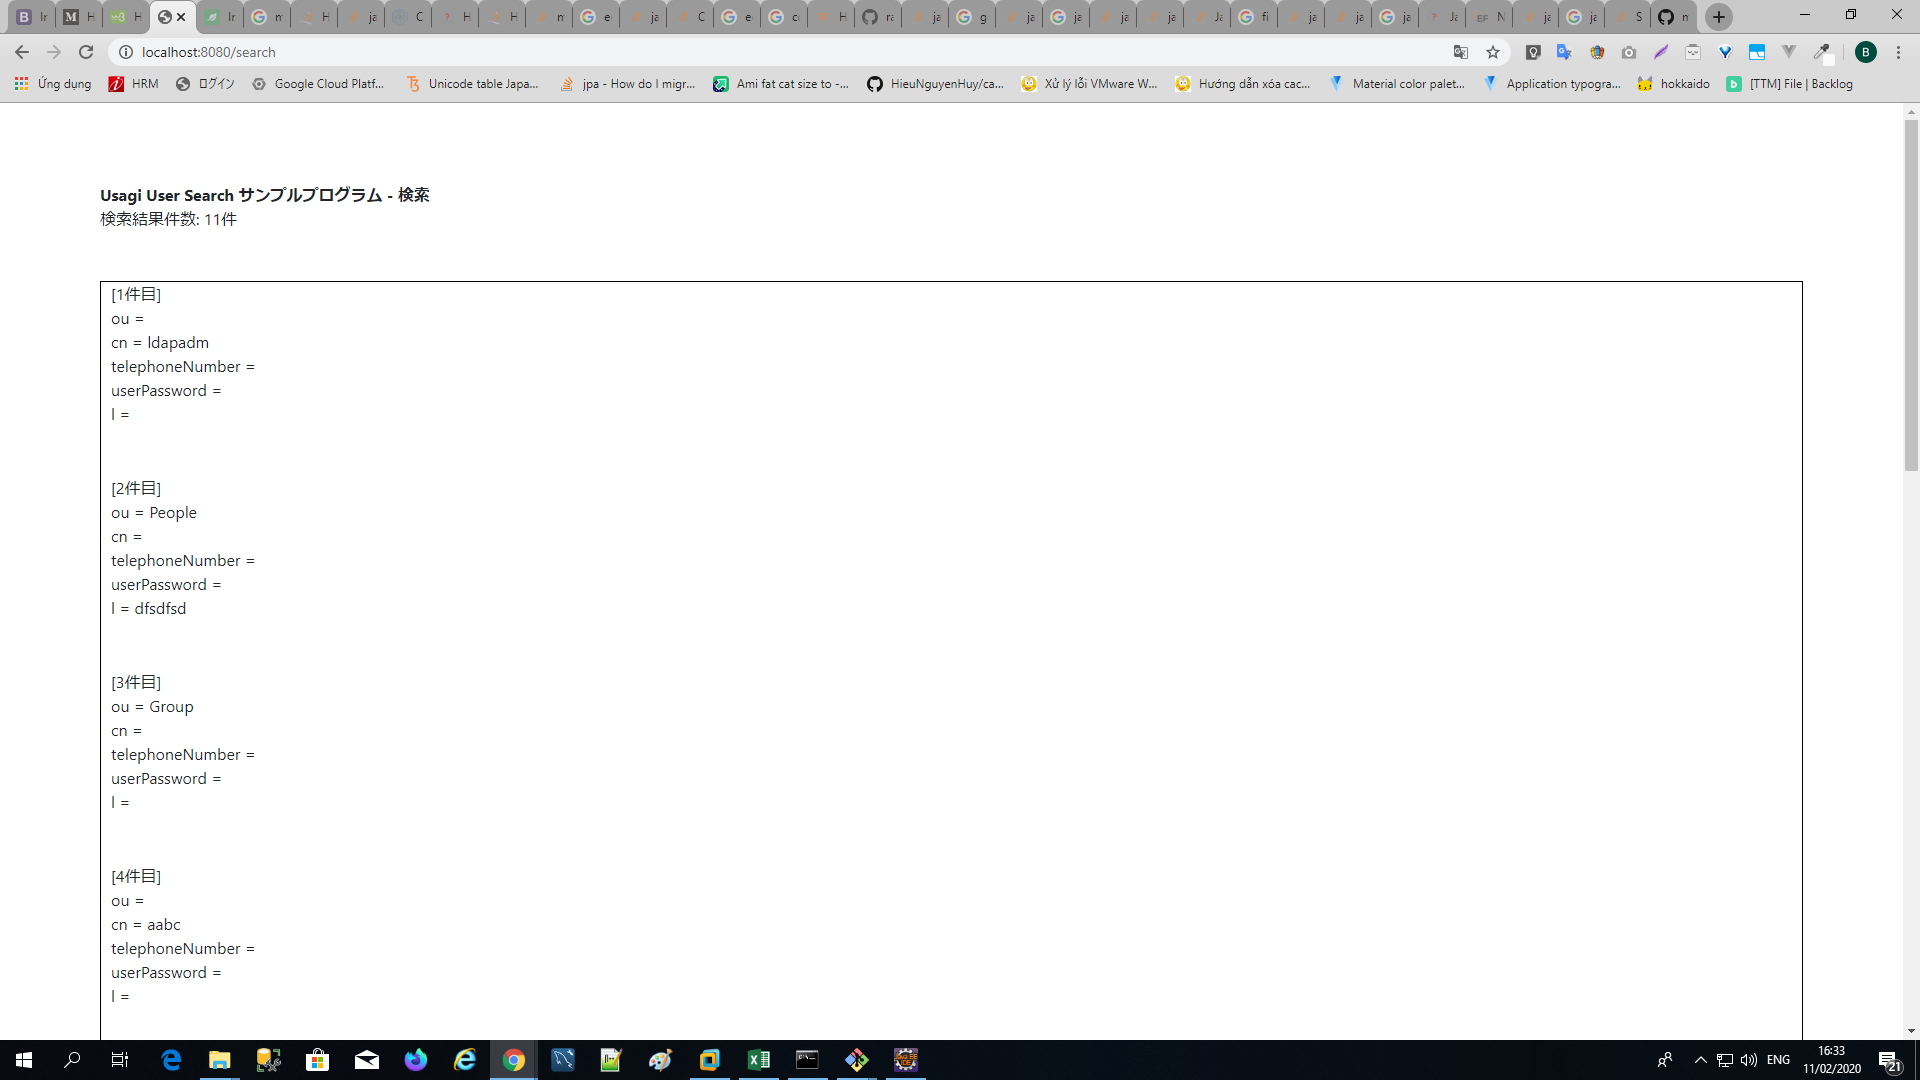 localhost:8080/search
Ứng dụng
HRM
ログイン
Google Cloud Platf...
Unicode table Japa...
jpa - How do I migr...
Ami fat cat size to -...
HieuNguyenHuy/ca...
Xử lý lỗi VMware W...
Hướng dẫn xóa cac...
Material color palet...
Application typogra...
hokkaido
[TTM] File | Backlog
Usagi User Search サンプルプログラム - 検索
検索結果件数: 11件
[1件目]
ou =
cn = ldapadm
telephoneNumber =
userPassword =
l =
[2件目]
ou = People
cn =
telephoneNumber =
userPassword =
l = dfsdfsd
[3件目]
ou = Group
cn =
telephoneNumber =
userPassword =
l =
[4件目]
ou =
cn = aabc
telephoneNumber =
userPassword =
l =
ENG
16:33
11/02/2020
21